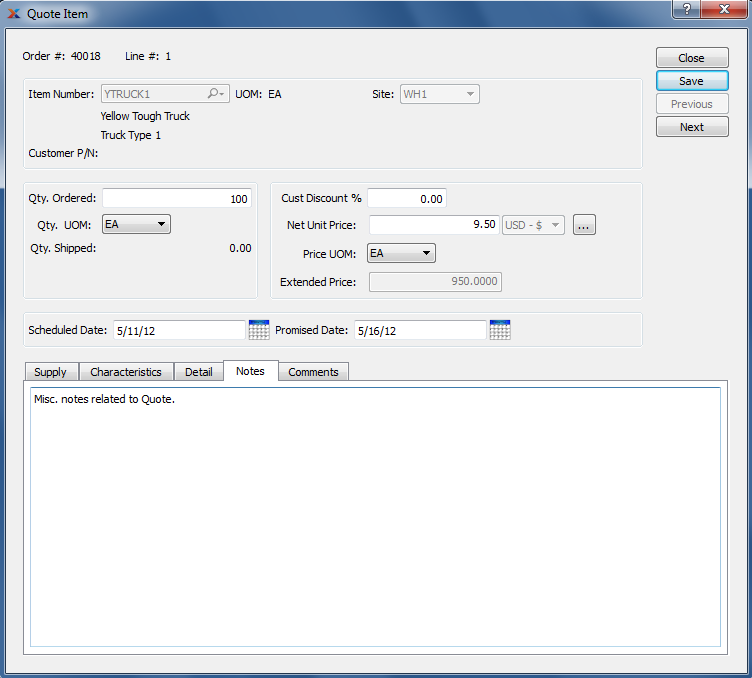 Quote Item
?
X
Order #: 40018 Line #: 1
Close
Save
Previous
Next
Item Number: YTRUCK1 UOM: EA Site: WH1
Yellow Tough Truck
Truck Type 1
Customer P/N:
Qty. Ordered: 100
Qty. UOM: EA
Qty. Shipped: 0.00
Cust Discount % 0.00
Net Unit Price: 9.50 USD - $ ...
Price UOM: EA
Extended Price: 950.0000
Scheduled Date: 5/11/12 Promised Date: 5/16/12
Supply Characteristics Detail Notes Comments
Misc. notes related to Quote.